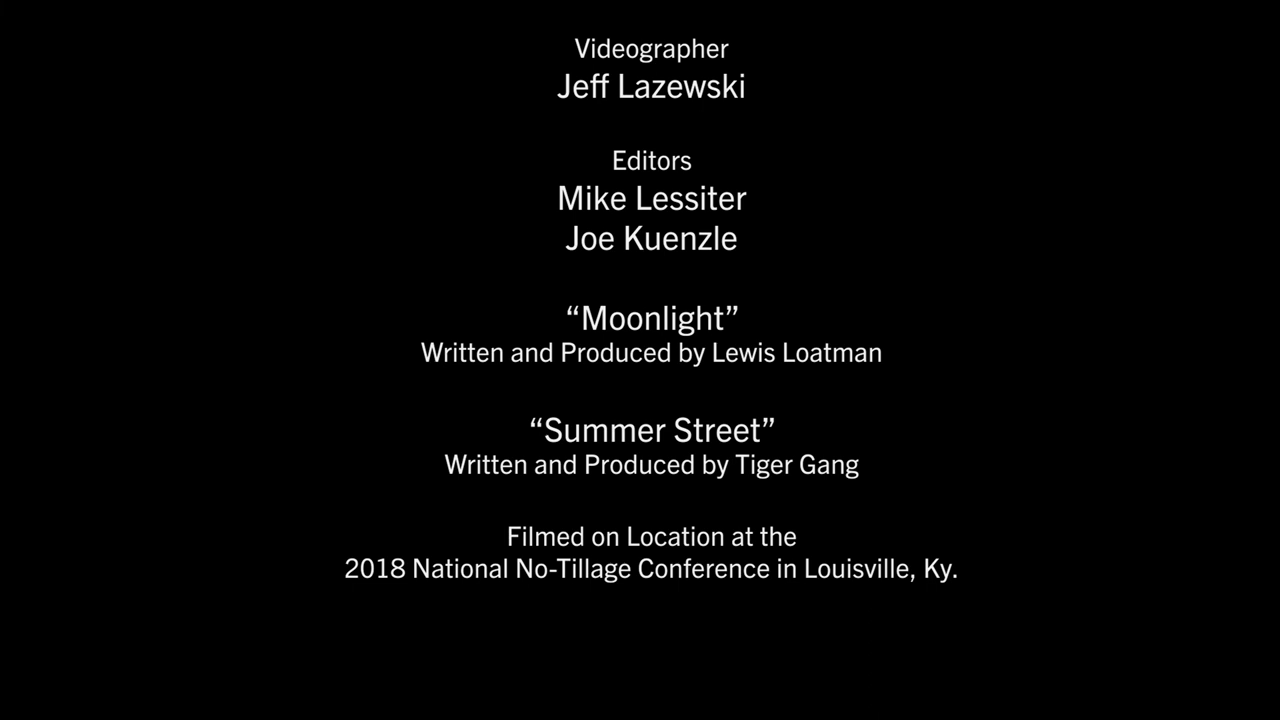 Videographer
Jeff Lazewski
Editors
Mike Lessiter
Joe Kuenzle
“Moonlight”
Written and Produced by Lewis Loatman
“Summer Street”
Written and Produced by Tiger Gang
Filmed on Location at the
2018 National No-Tillage Conference in Louisville, Ky.